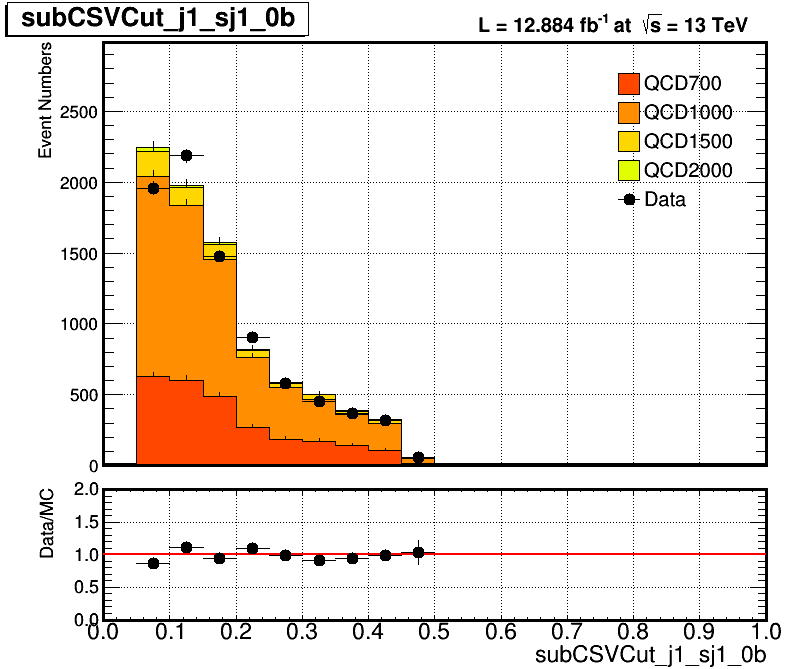 subCSVCut_j1_sj1_0b
L = 12.884 fb⁻¹ at √s = 13 TeV
Event Numbers
2500
2000
1500
1000
500
0
QCD700
QCD1000
QCD1500
QCD2000
Data
Data/MC
2.0
1.5
1.0
0.5
0.0
0.0 0.1 0.2 0.3 0.4 0.5 0.6 0.7 0.8 0.9 1.0
subCSVCut_j1_sj1_0b